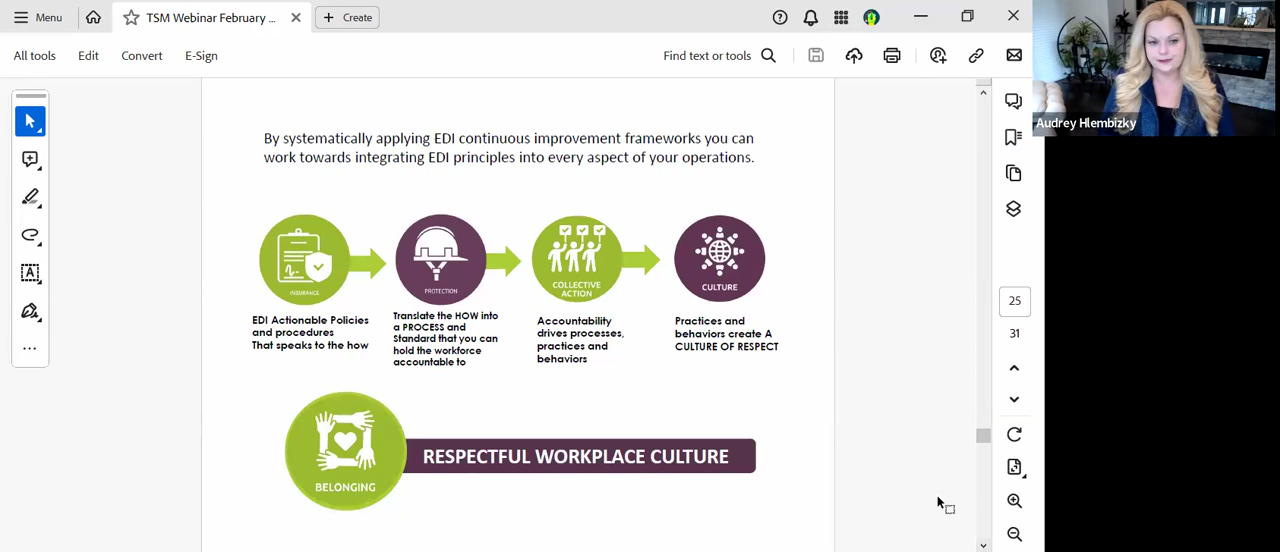 Menu
TSM Webinar February ...
Create
All tools
Edit
Convert
E-Sign
Find text or tools
Audrey Hlembizky
By systematically applying EDI continuous improvement frameworks you can
work towards integrating EDI principles into every aspect of your operations.
INSURANCE
PROTECTION
COLLECTIVE
ACTION
CULTURE
EDI Actionable Policies
and procedures
That speaks to the how
Translate the HOW into
a PROCESS and
Standard that you can
hold the workforce
accountable to
Accountability
drives processes,
practices and
behaviors
Practices and
behaviors create A
CULTURE OF RESPECT
BELONGING
RESPECTFUL WORKPLACE CULTURE
25
31